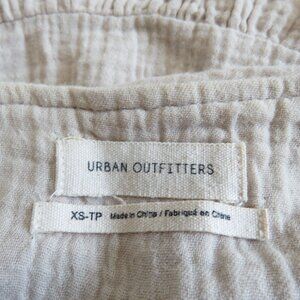 URBAN OUTFITTERS
XS-TP Made in China / Fabriqué en Chine